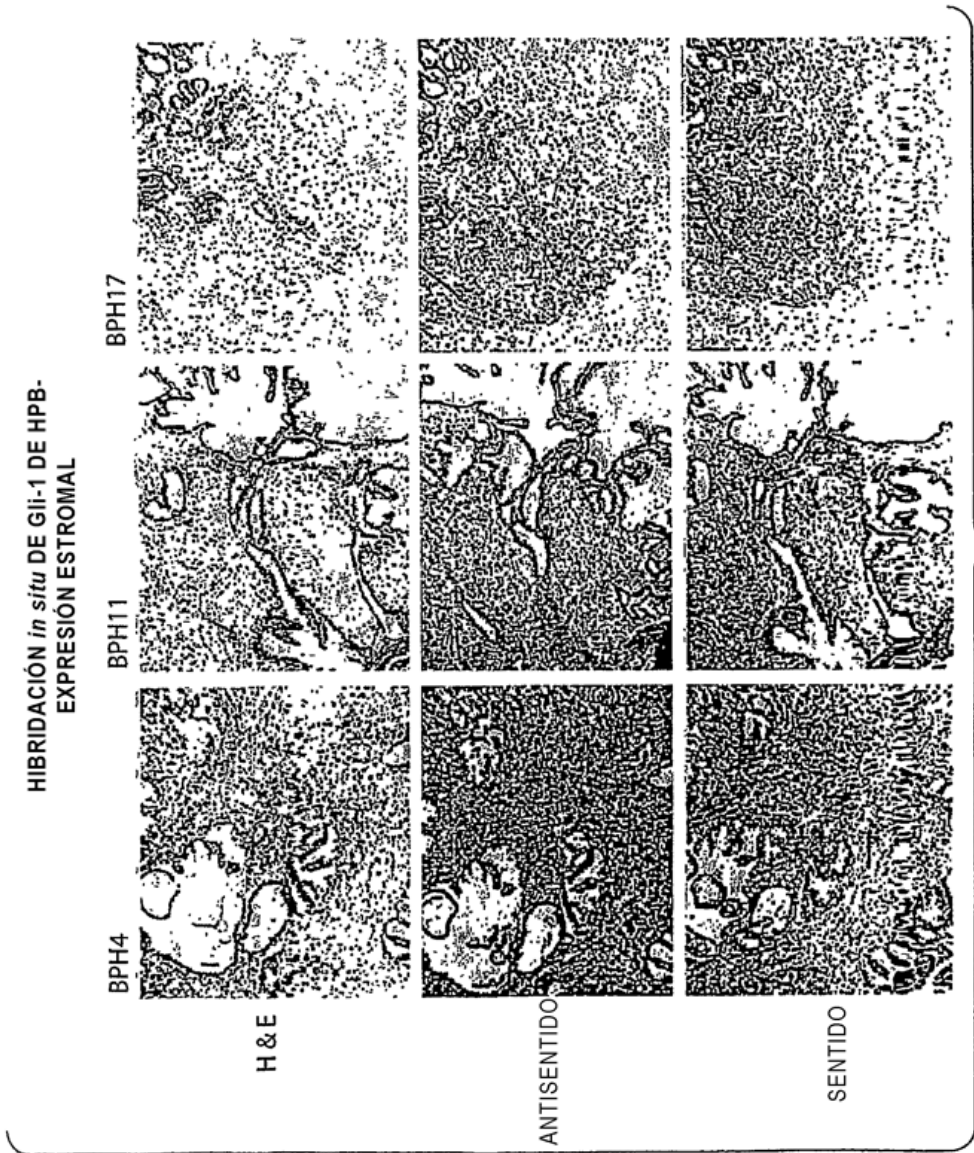 HIBRIDACIÓN in situ DE Gli-1 DE HPB-
EXPRESIÓN ESTROMAL
BPH4
BPH11
BPH17
H & E
ANTISENTIDO
SENTIDO